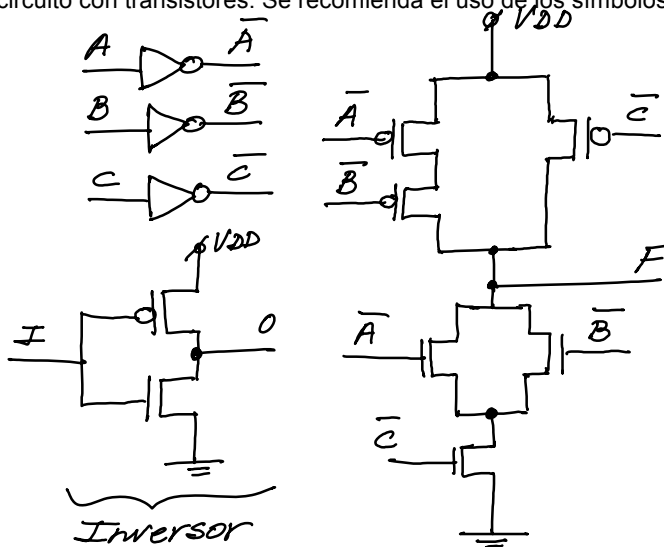 circuito con transistores. Se recomienda el uso de los símbolos
VDD
A A̅
B B̅
C C̅
A̅
B̅
C̅
F
VDD
I O
Inversor
A̅
B̅
C̅